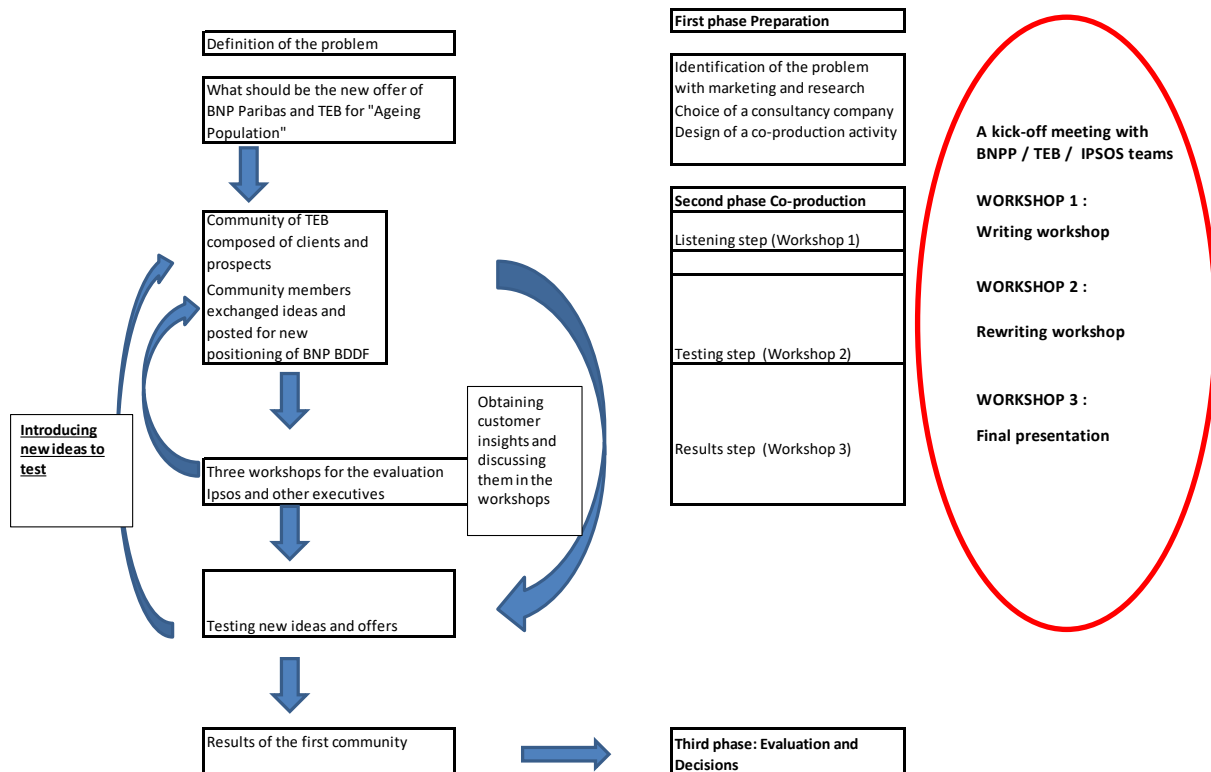 Definition of the problem
What should be the new offer of
BNP Paribas and TEB for "Ageing
Population"
Community of TEB
composed of clients and
prospects
Community members
exchanged ideas and
posted for new
positioning of BNP BDDF
Introducing
new ideas to
test
Three workshops for the evaluation
Ipsos and other executives
Obtaining
customer
insights and
discussing
them in the
workshops
Testing new ideas and offers
Results of the first community
First phase Preparation
Identification of the problem
with marketing and research
Choice of a consultancy company
Design of a co-production activity
Second phase Co-production
Listening step (Workshop 1)
Testing step (Workshop 2)
Results step (Workshop 3)
Third phase: Evaluation and
Decisions
A kick-off meeting with
BNPP / TEB / IPSOS teams
WORKSHOP 1 :
Writing workshop
WORKSHOP 2 :
Rewriting workshop
WORKSHOP 3 :
Final presentation